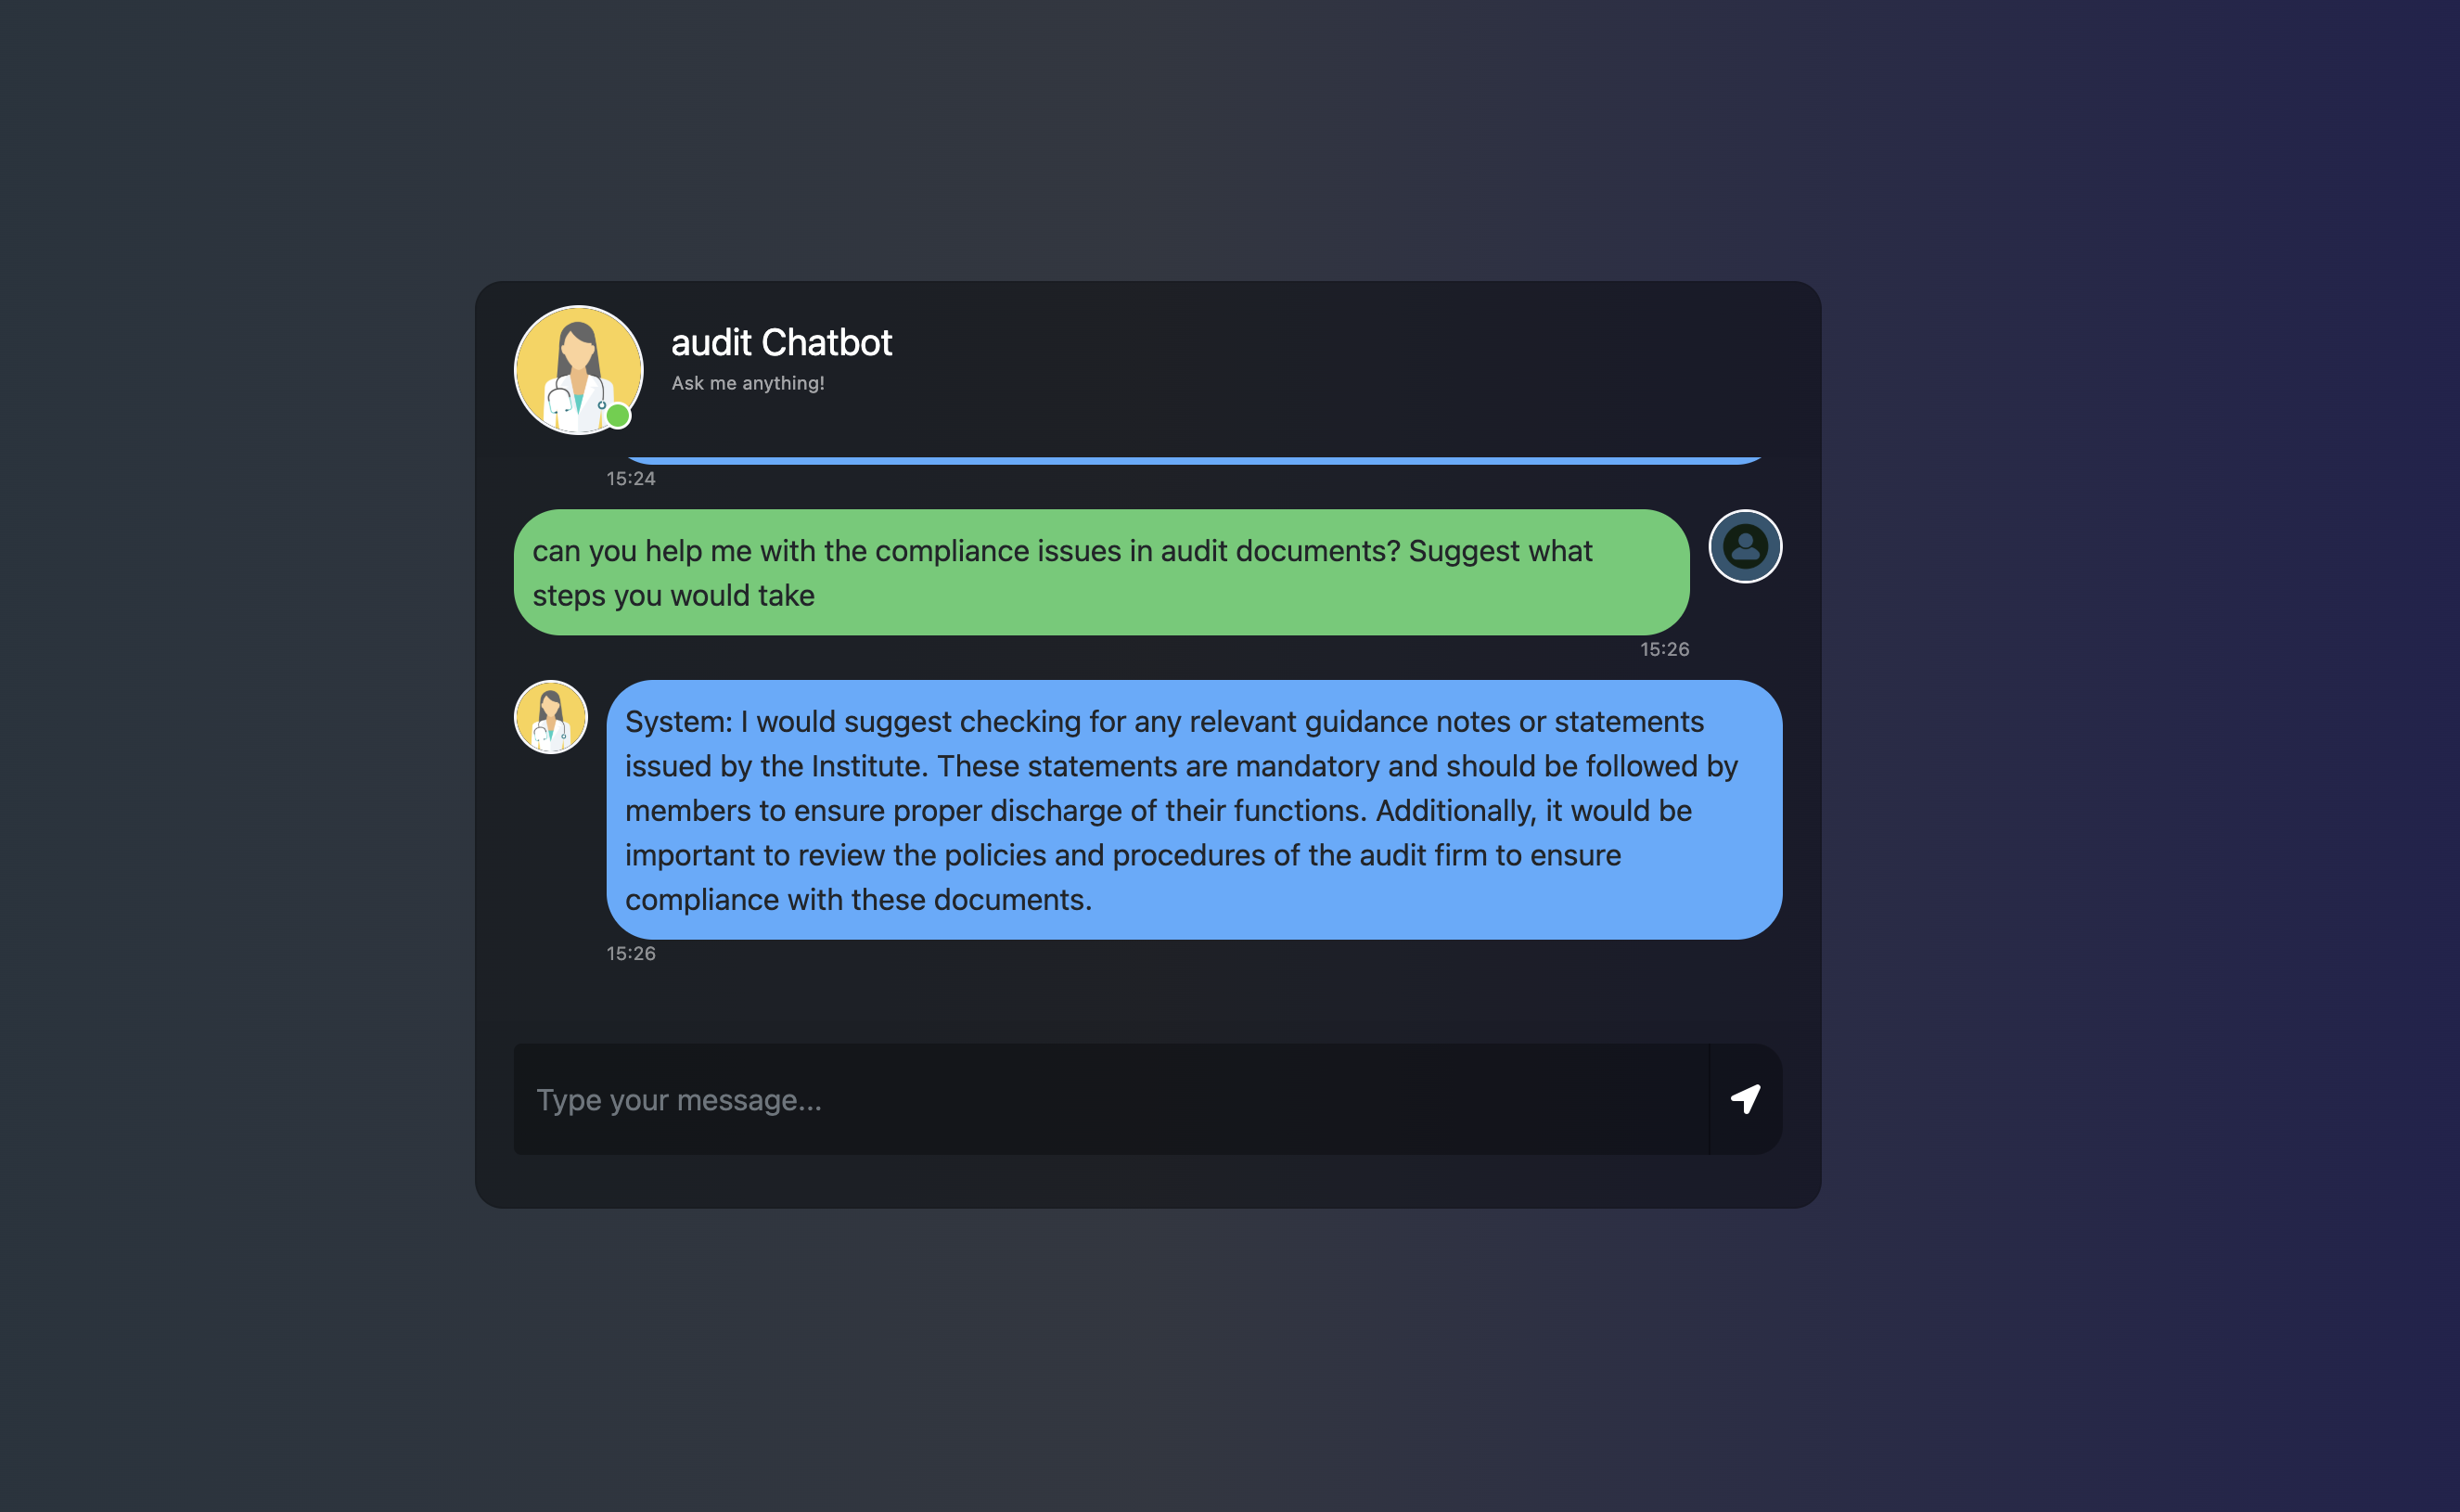 audit Chatbot
Ask me anything!
15:24
can you help me with the compliance issues in audit documents? Suggest what
steps you would take
15:26
System: I would suggest checking for any relevant guidance notes or statements
issued by the Institute. These statements are mandatory and should be followed by
members to ensure proper discharge of their functions. Additionally, it would be
important to review the policies and procedures of the audit firm to ensure
compliance with these documents.
15:26
Type your message...